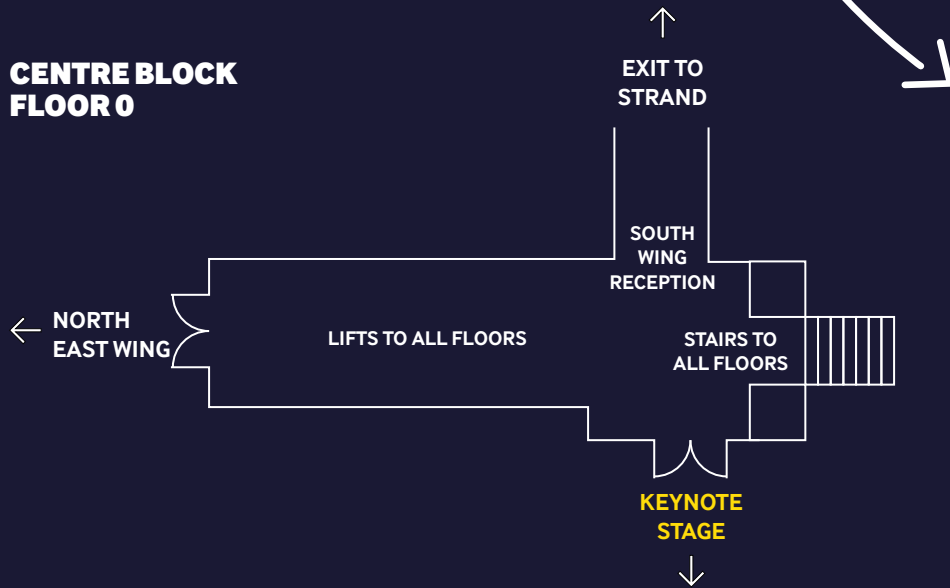 CENTRE BLOCK
FLOOR 0
EXIT TO
STRAND
SOUTH
WING
RECEPTION
NORTH
EAST WING
LIFTS TO ALL FLOORS
STAIRS TO
ALL FLOORS
KEYNOTE
STAGE